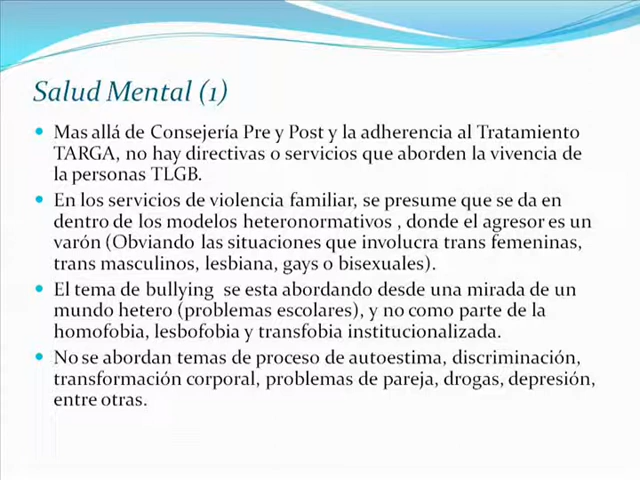 Salud Mental (1)
Mas allá de Consejería Pre y Post y la adherencia al Tratamiento
TARGA, no hay directivas o servicios que aborden la vivencia de
la personas TLGB.
En los servicios de violencia familiar, se presume que se da en
dentro de los modelos heteronormativos , donde el agresor es un
varón (Obviando las situaciones que involucra trans femeninas,
trans masculinos, lesbiana, gays o bisexuales).
El tema de bullying se esta abordando desde una mirada de un
mundo hetero (problemas escolares), y no como parte de la
homofobia, lesbofobia y transfobia institucionalizada.
No se abordan temas de proceso de autoestima, discriminación,
transformación corporal, problemas de pareja, drogas, depresión,
entre otras.